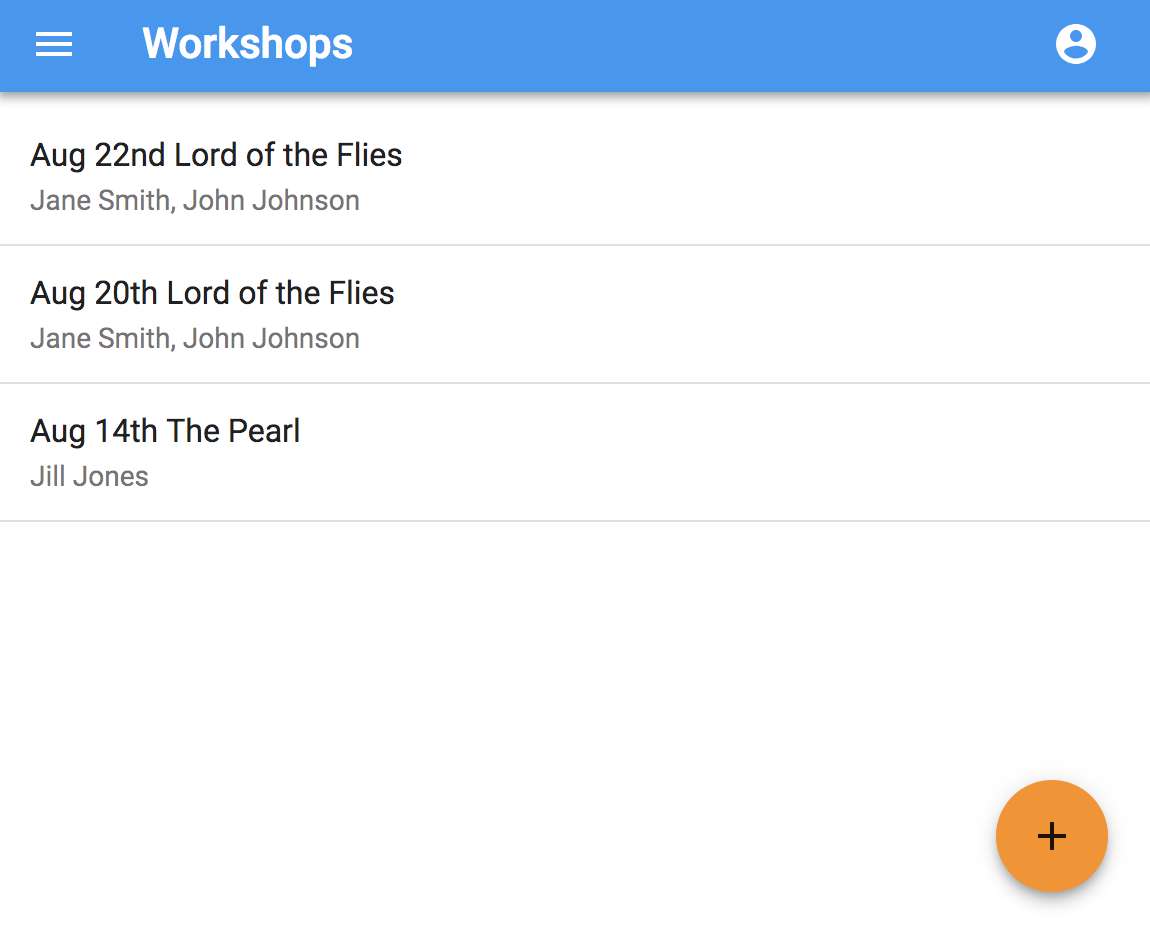 Workshops
Aug 22nd Lord of the Flies
Jane Smith, John Johnson
Aug 20th Lord of the Flies
Jane Smith, John Johnson
Aug 14th The Pearl
Jill Jones